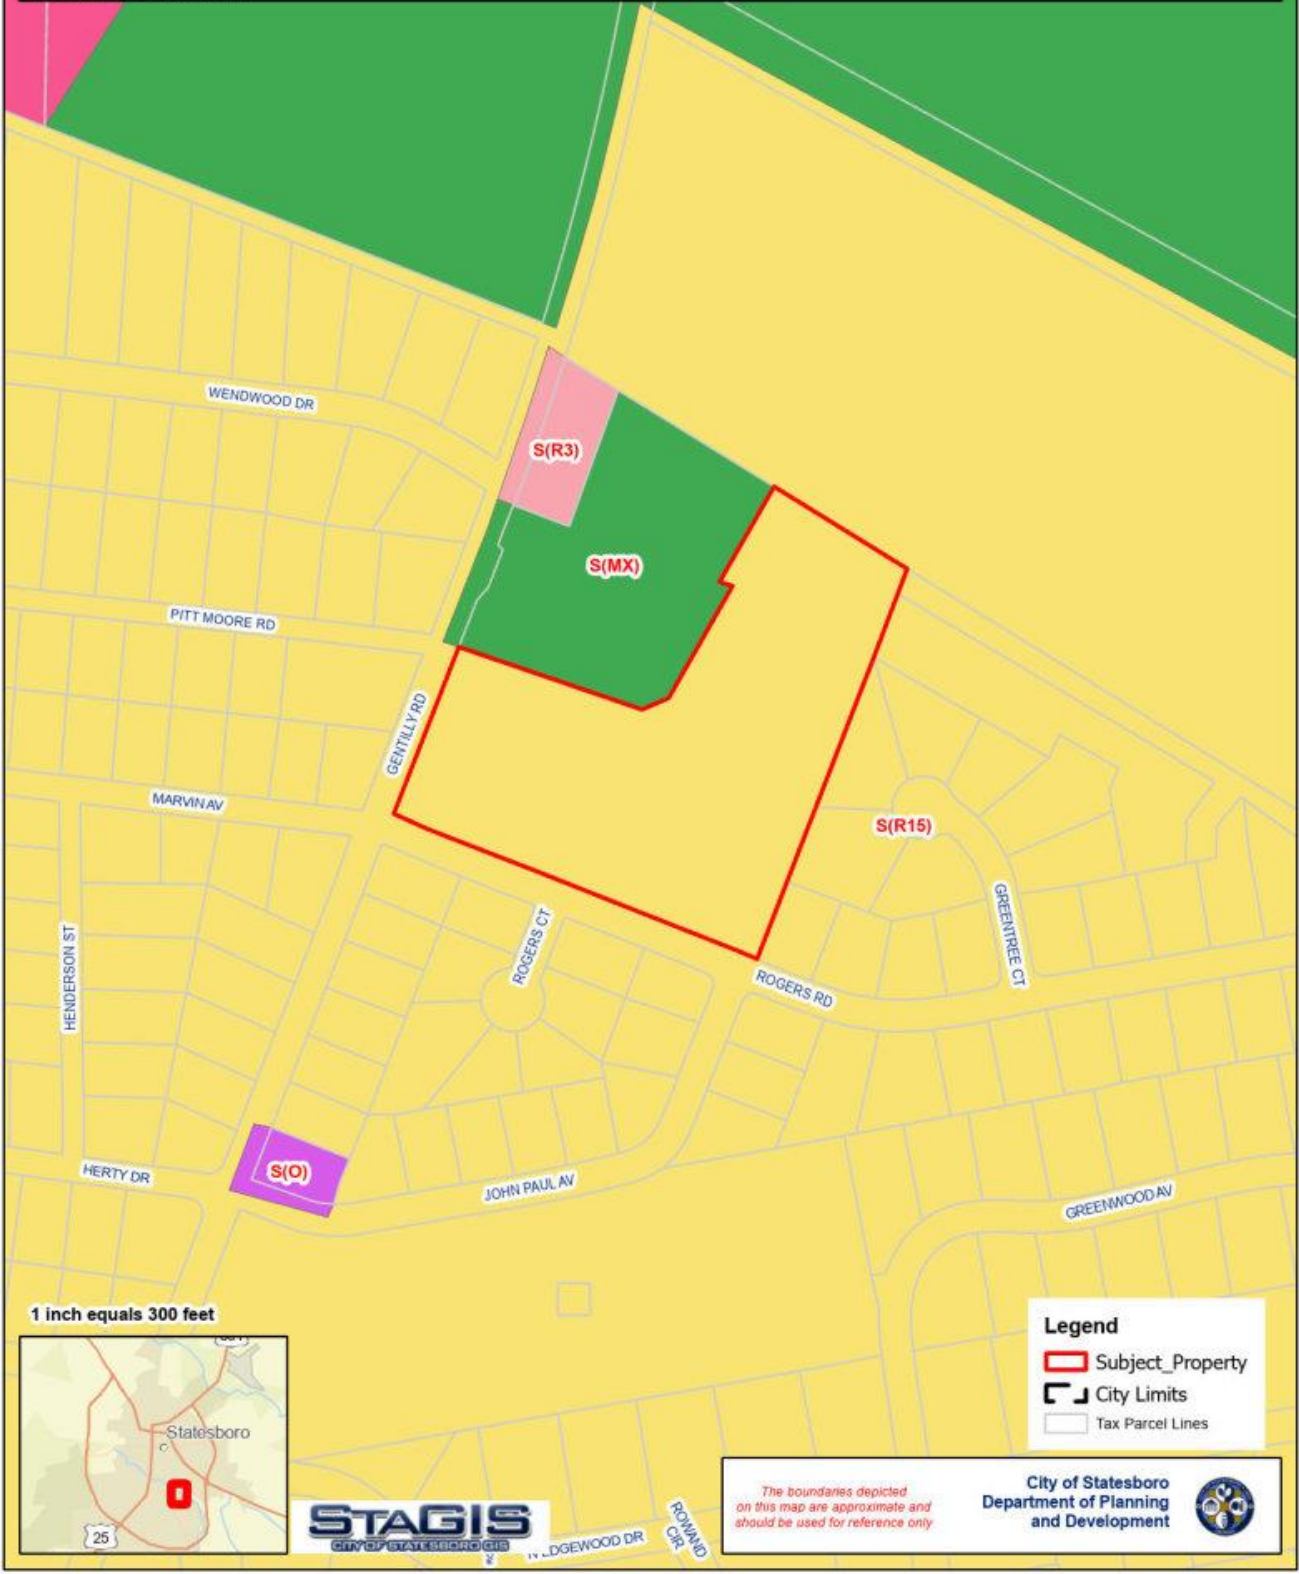 WENDWOOD DR
S(R3)
S(MX)
PITT MOORE RD
GENTILLY RD
MARVIN AV
S(R15)
HENDERSON ST
ROGERS CT
GREENTREE CT
ROGERS RD
HERTY DR
S(O)
JOHN PAUL AV
GREENWOOD AV
1 inch equals 300 feet
Statesboro
25
STAGIS
CITY OF STATESBORO GIS
EDGEWOOD DR
ROWAND
CIR
Legend
Subject_Property
City Limits
Tax Parcel Lines
The boundaries depicted
on this map are approximate and
should be used for reference only
City of Statesboro
Department of Planning
and Development